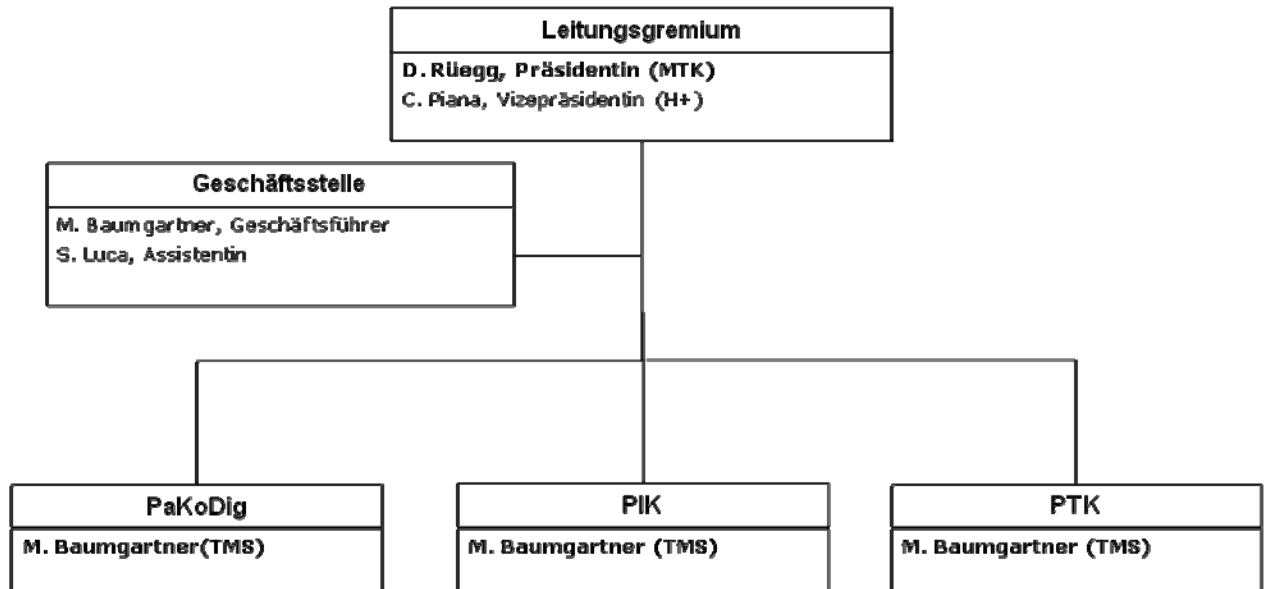 Leitungsgremium
D. Rüegg, Präsidentin (MTK)
C. Piana, Vizepräsidentin (H+)
Geschäftsstelle
M. Baumgartner, Geschäftsführer
S. Luca, Assistentin
PaKoDig
M. Baumgartner(TMS)
PIK
M. Baumgartner (TMS)
PTK
M. Baumgartner (TMS)